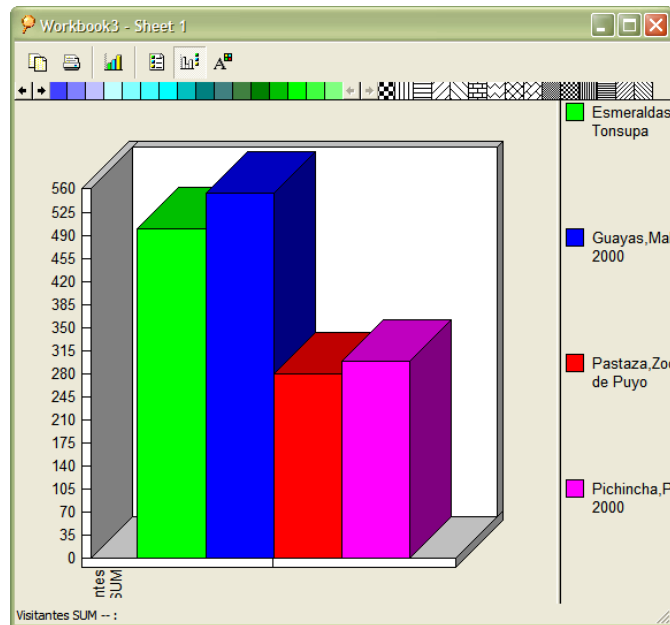 Workbook3 - Sheet 1
A
Esmeraldas
Tonsupa
Guayas,Mal
2000
Pastaza,Zoo
de Puyo
Pichincha,P
2000
560
525
490
455
420
385
350
315
280
245
210
175
140
105
70
35
0
ntes
SUM
Visitantes SUM -- :